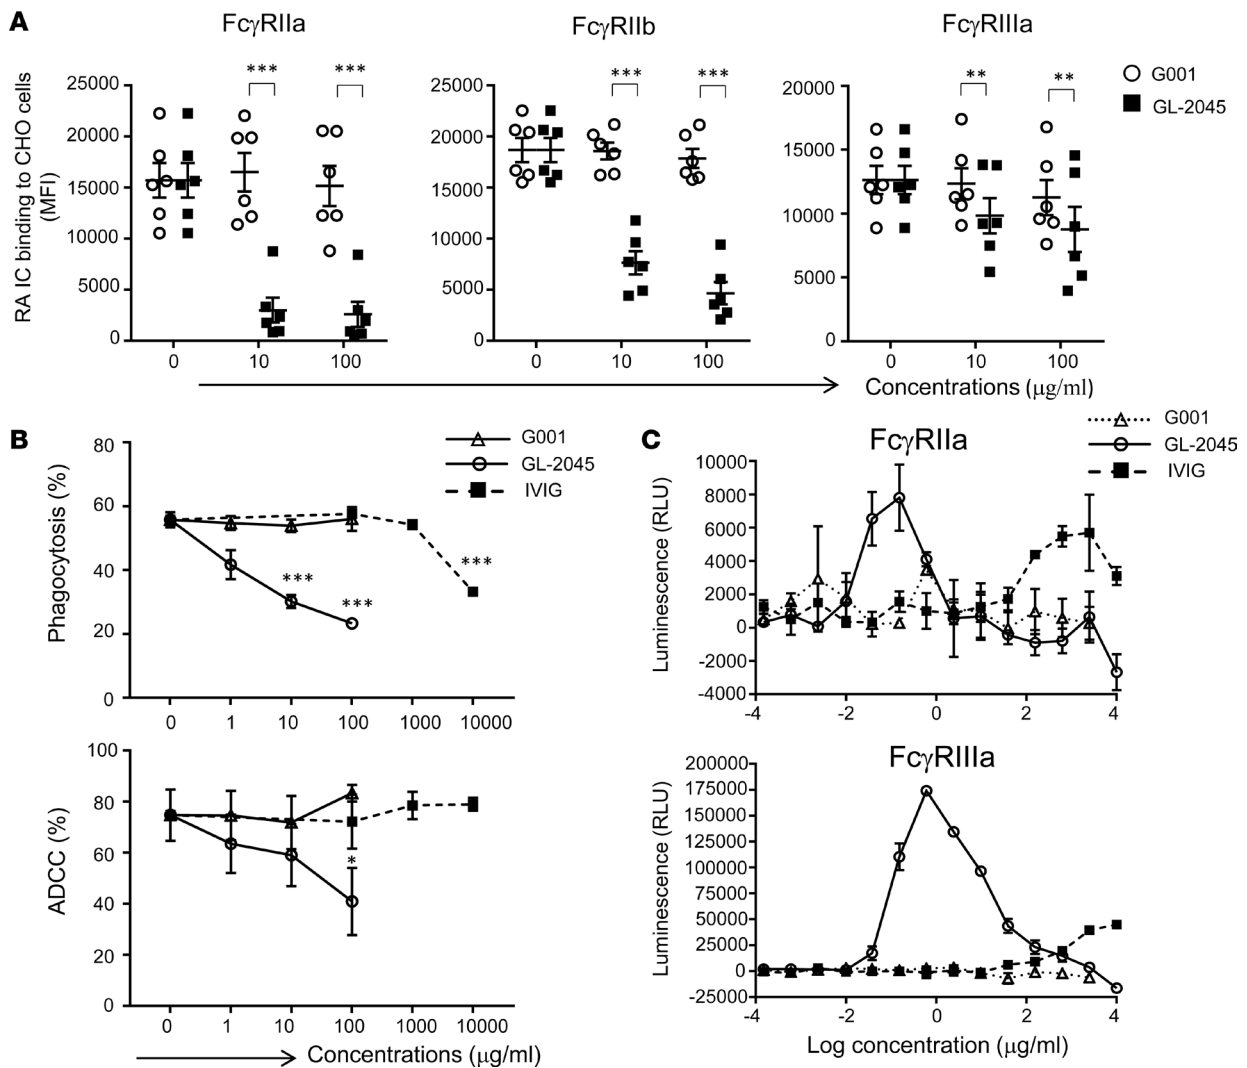 A
FcγRIIa
FcγRIIb
FcγRIIIa
G001
GL-2045
RA IC binding to CHO cells
(MFI)
25000
20000
15000
10000
5000
0
*** ***
0 10 100
25000
20000
15000
10000
5000
0
*** ***
0 10 100
20000
15000
10000
5000
0
** **
0 10 100
Concentrations (μg/ml)
B
G001
GL-2045
IVIG
Phagocytosis (%)
80
60
40
20
0
***
***
***
0 1 10 100 1000 10000
ADCC (%)
100
80
60
40
20
0
*
0 1 10 100 1000 10000
Concentrations (μg/ml)
C
FcγRIIa
G001
GL-2045
IVIG
Luminescence (RLU)
10000
8000
6000
4000
2000
0
-2000
-4000
-4 -2 0 2 4
FcγRIIIa
Luminescence (RLU)
200000
175000
150000
125000
100000
75000
50000
25000
0
-25000
-4 -2 0 2 4
Log concentration (μg/ml)